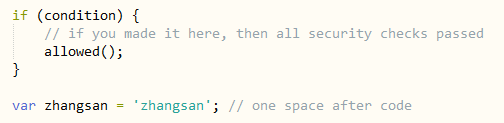 if (condition) {
    // if you made it here, then all security checks passed
    allowed();
}

var zhangsan = 'zhangsan'; // one space after code